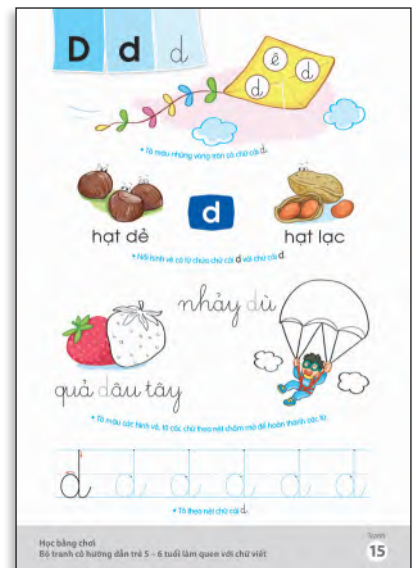 D d d
ê d
d
• Tô màu những vòng tròn có chữ cái d.
d
hạt dẻ hạt lạc
• Nối hình vẽ có từ chứa chữ cái d với chữ cái d.
nhảy dù
quả dâu tây
• Tô màu các hình vẽ, tô các chữ theo nét chấm mờ để hoàn thành các từ.
d d d d d d
• Tô theo nét chữ cái d.
Học bằng chơi
Bộ tranh có hướng dẫn trẻ 5 – 6 tuổi làm quen với chữ viết
Tranh
15